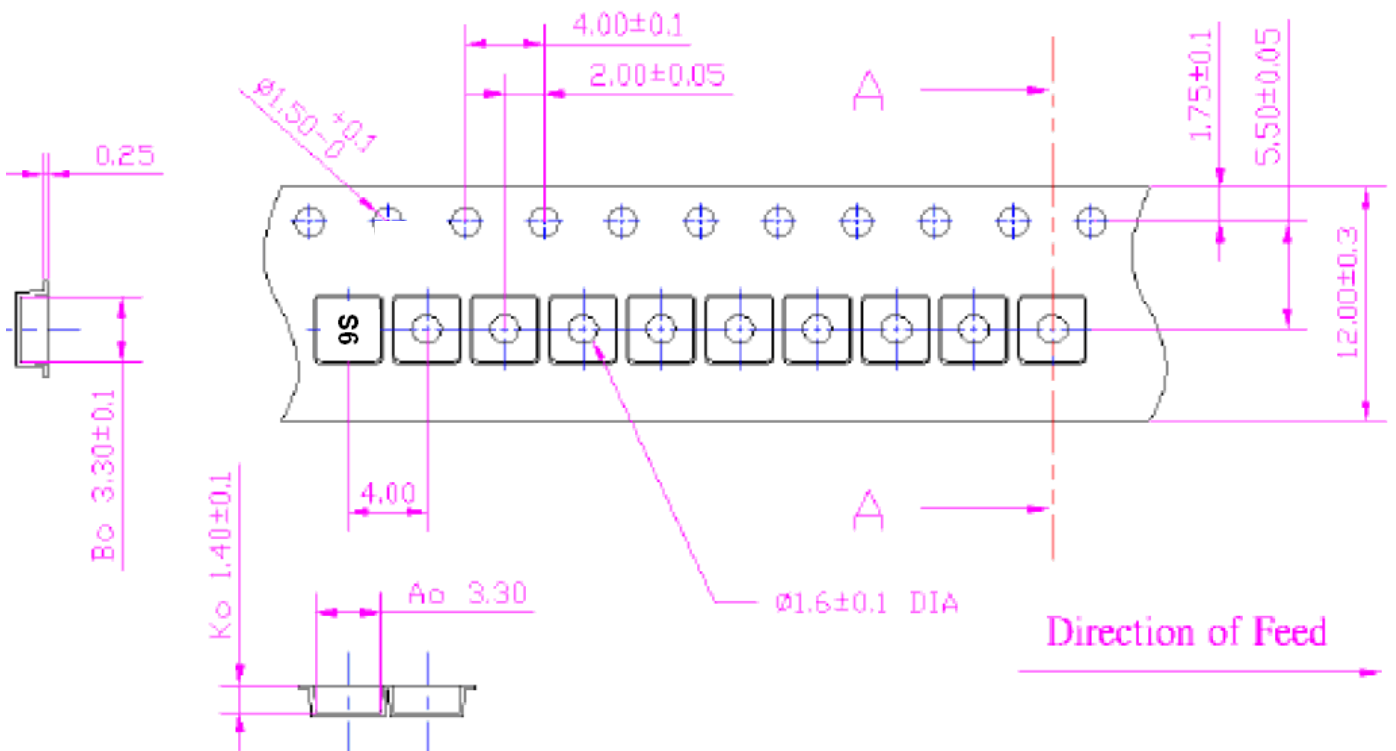 4.00±0.1
2.00±0.05
Ø1.50 +0.1
-0
A
1.75±0.1
5.50±0.05
0.25
12.00±0.3
9S
Bo 3.30±0.1
4.00
Ko 1.40±0.1
A
Ao 3.30
Ø1.6±0.1 DIA
Direction of Feed